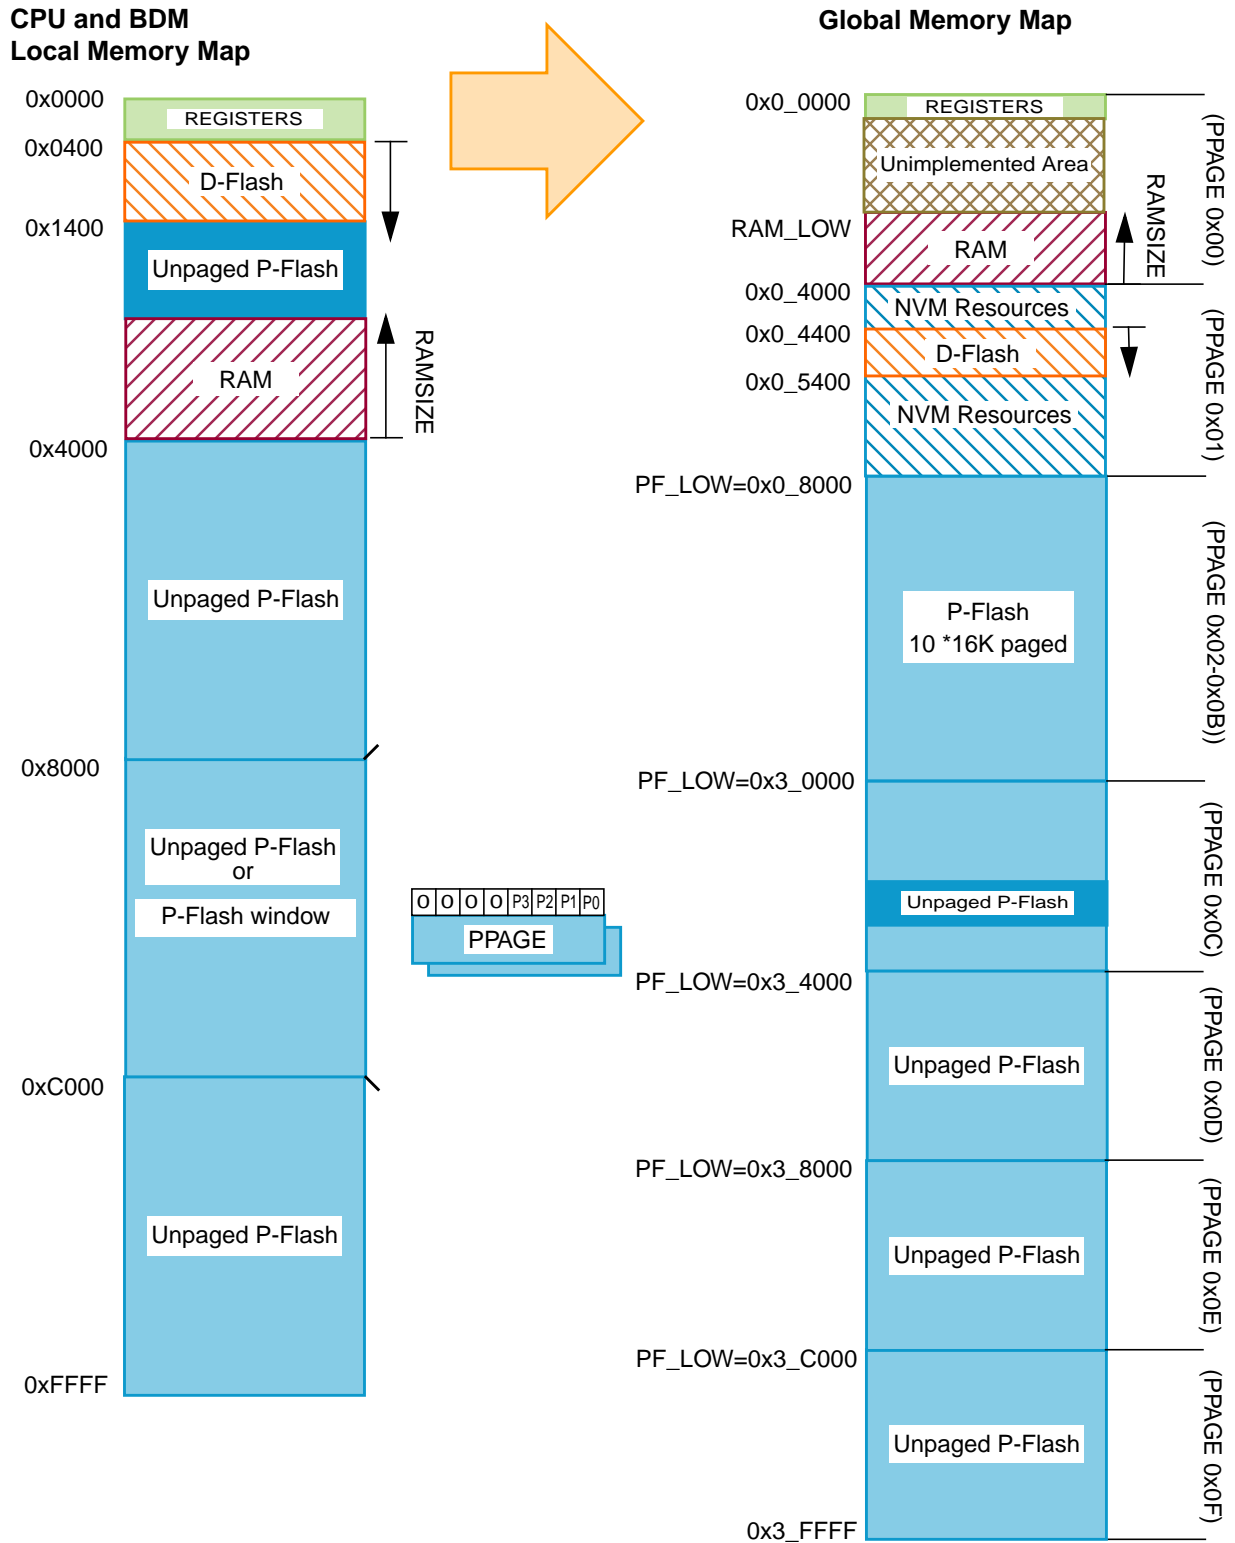 CPU and BDM
Local Memory Map
0x0000
REGISTERS
0x0400
D-Flash
0x1400
Unpaged P-Flash
RAM
RAMSIZE
0x4000
Unpaged P-Flash
0x8000
Unpaged P-Flash
or
P-Flash window
0xC000
Unpaged P-Flash
0xFFFF
0 0 0 0 P3 P2 P1 P0
PPAGE
Global Memory Map
0x0_0000
REGISTERS
Unimplemented Area
RAM_LOW
RAM
RAMSIZE
(PPAGE 0x00)
0x0_4000
NVM Resources
0x0_4400
D-Flash
0x0_5400
NVM Resources
(PPAGE 0x01)
PF_LOW=0x0_8000
P-Flash
10 *16K paged
(PPAGE 0x02-0x0B))
PF_LOW=0x3_0000
Unpaged P-Flash
(PPAGE 0x0C)
PF_LOW=0x3_4000
Unpaged P-Flash
(PPAGE 0x0D)
PF_LOW=0x3_8000
Unpaged P-Flash
(PPAGE 0x0E)
PF_LOW=0x3_C000
Unpaged P-Flash
(PPAGE 0x0F)
0x3_FFFF